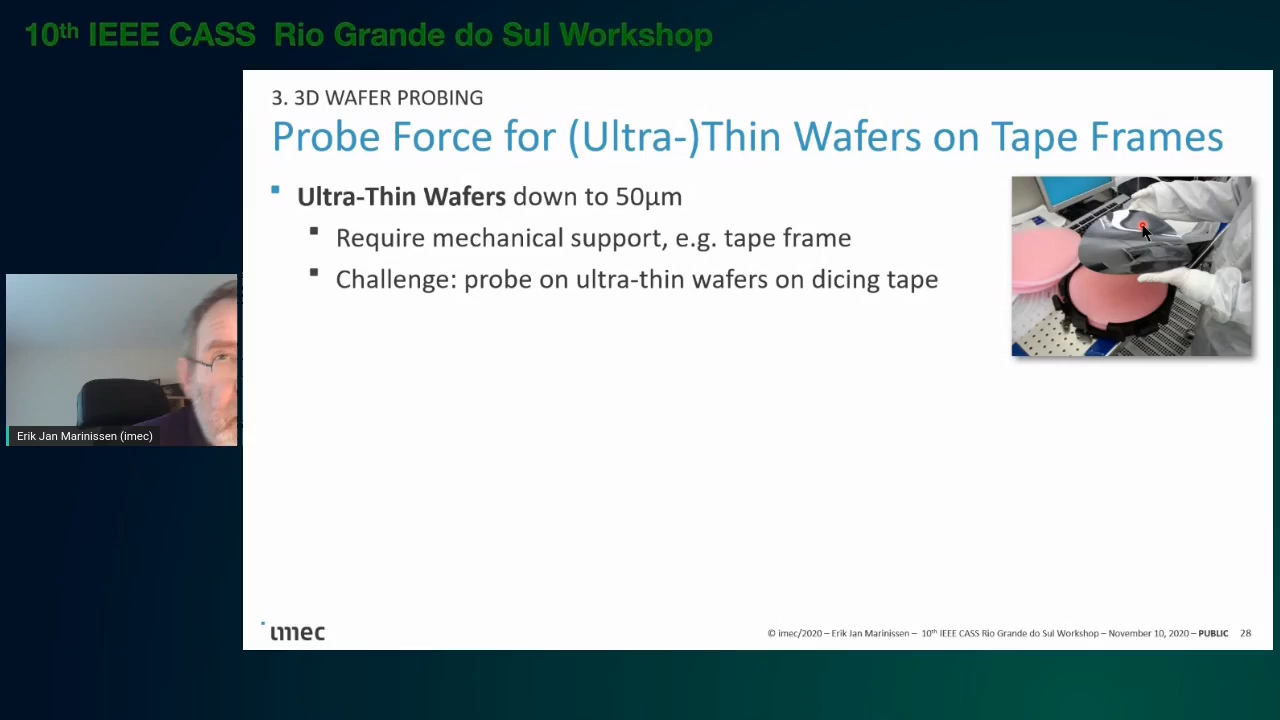 10th IEEE CASS Rio Grande do Sul Workshop
3. 3D WAFER PROBING
Probe Force for (Ultra-)Thin Wafers on Tape Frames
Ultra-Thin Wafers down to 50µm
Require mechanical support, e.g. tape frame
Challenge: probe on ultra-thin wafers on dicing tape
Erik Jan Marinissen (imec)
imec
© imec/2020 – Erik Jan Marinissen – 10th IEEE CASS Rio Grande do Sul Workshop – November 10, 2020 – PUBLIC 28